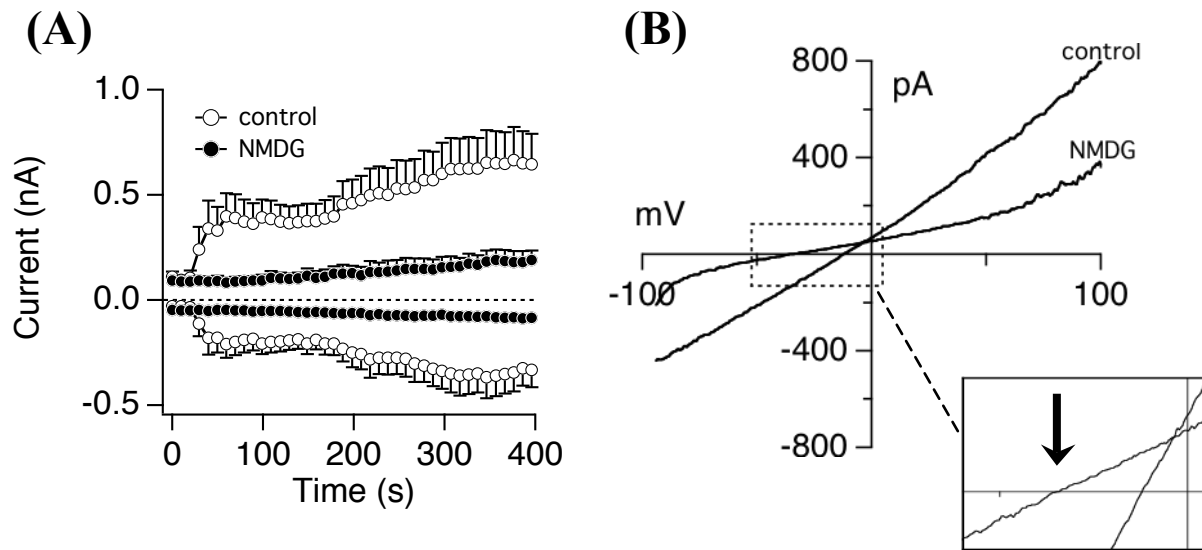 (A)
1.0
0.5
0.0
-0.5
Current (nA)
control
NMDG
0 100 200 300 400
Time (s)
(B)
800
400
-400
-800
pA
mV
-100
100
control
NMDG